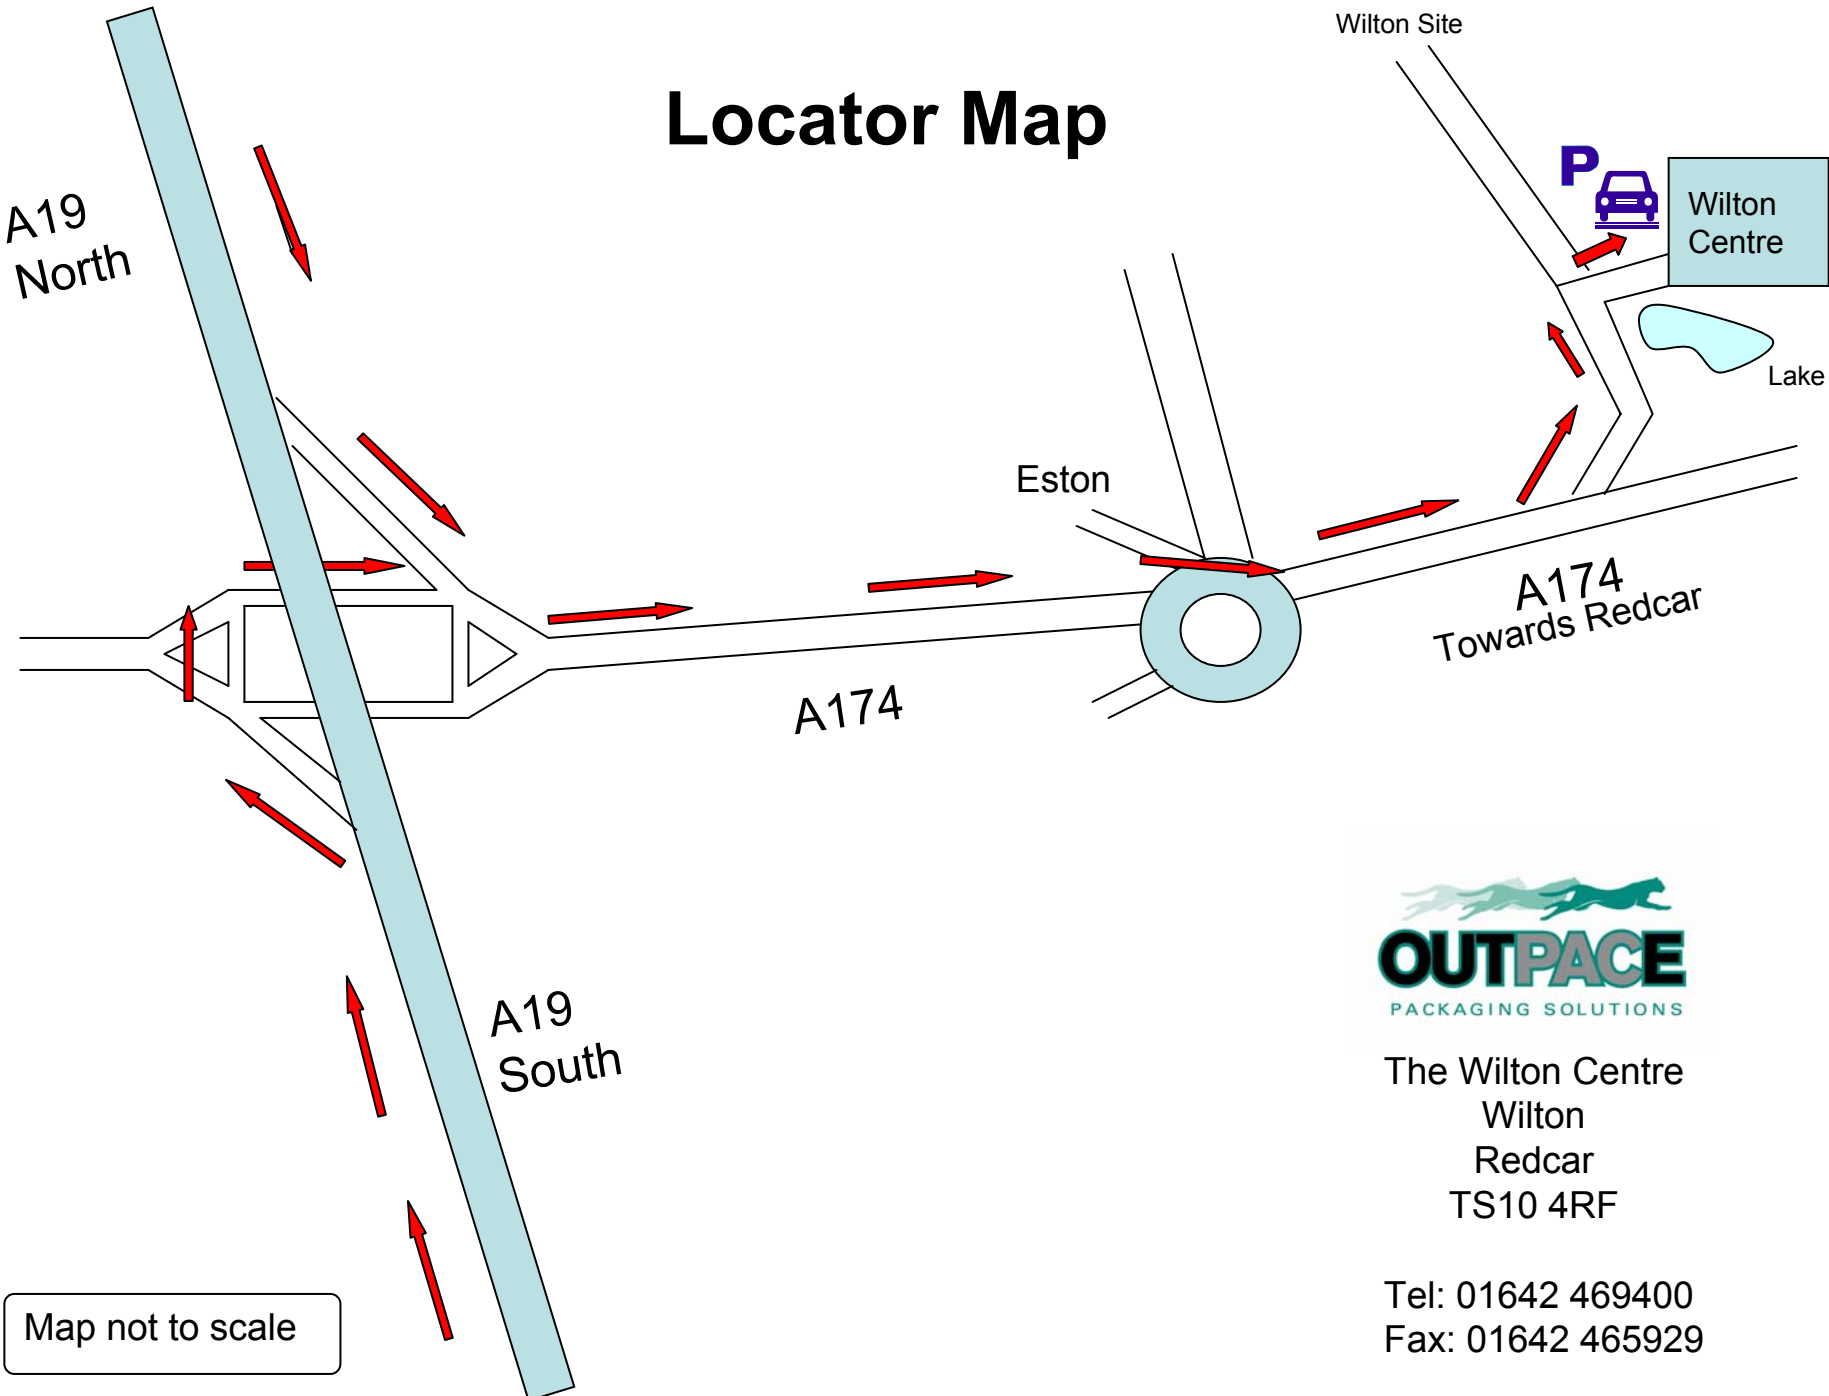 Wilton Site
Locator Map
P
A19
North
Wilton
Centre
Lake
Eston
A174
Towards Redcar
A174
OUTPACE
PACKAGING SOLUTIONS
A19
South
The Wilton Centre
Wilton
Redcar
TS10 4RF
Tel: 01642 469400
Fax: 01642 465929
Map not to scale